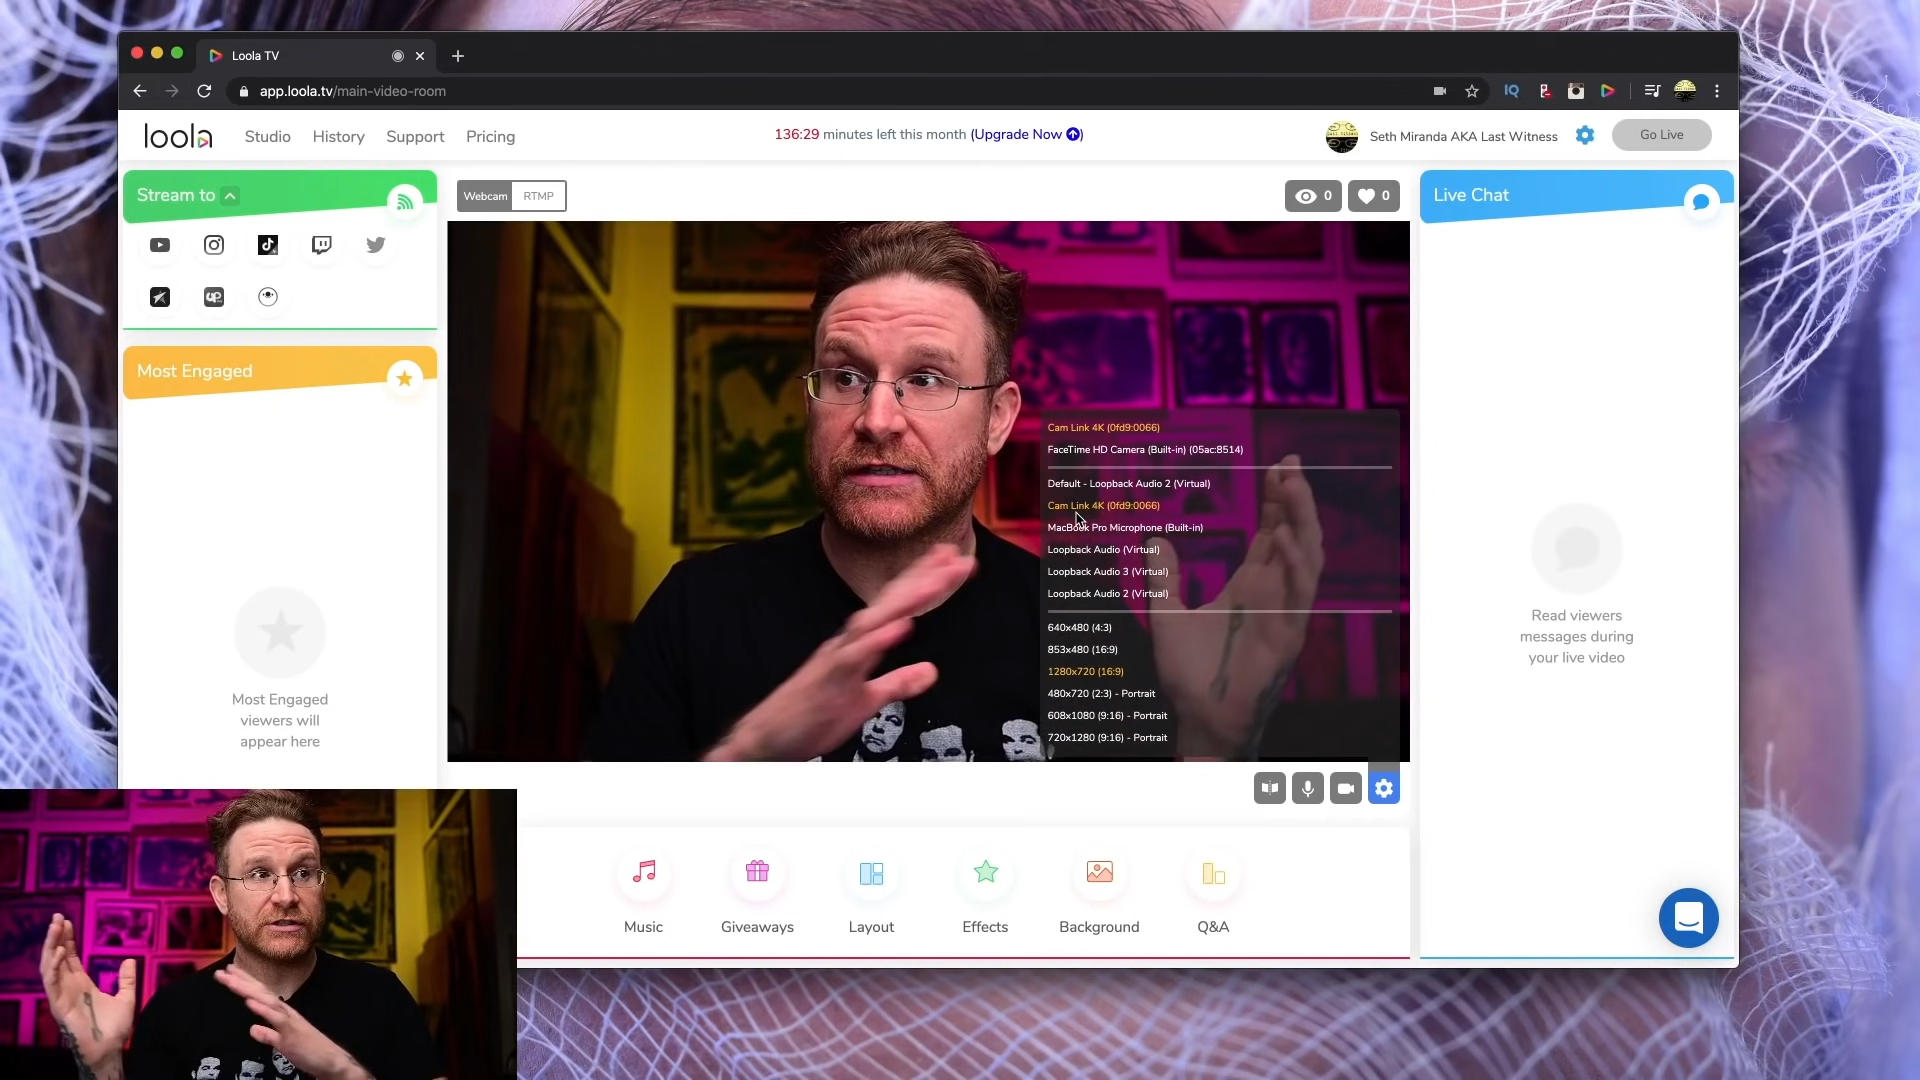 Loola TV
app.loola.tv/main-video-room
IQ
loola
Studio
History
Support
Pricing
136:29 minutes left this month (Upgrade Now)
Seth Miranda AKA Last Witness
Go Live
Stream to
Webcam
RTMP
0
0
Live Chat
UP
Most Engaged
Cam Link 4K (0fd9:0066)
FaceTime HD Camera (Built-in) (05ac:8514)
Default - Loopback Audio 2 (Virtual)
Cam Link 4K (0fd9:0066)
MacBook Pro Microphone (Built-in)
Loopback Audio (Virtual)
Loopback Audio 3 (Virtual)
Loopback Audio 2 (Virtual)
640x480 (4:3)
853x480 (16:9)
1280x720 (16:9)
480x720 (2:3) - Portrait
608x1080 (9:16) - Portrait
720x1280 (9:16) - Portrait
Read viewers
messages during
your live video
Most Engaged
viewers will
appear here
Music
Giveaways
Layout
Effects
Background
Q&A